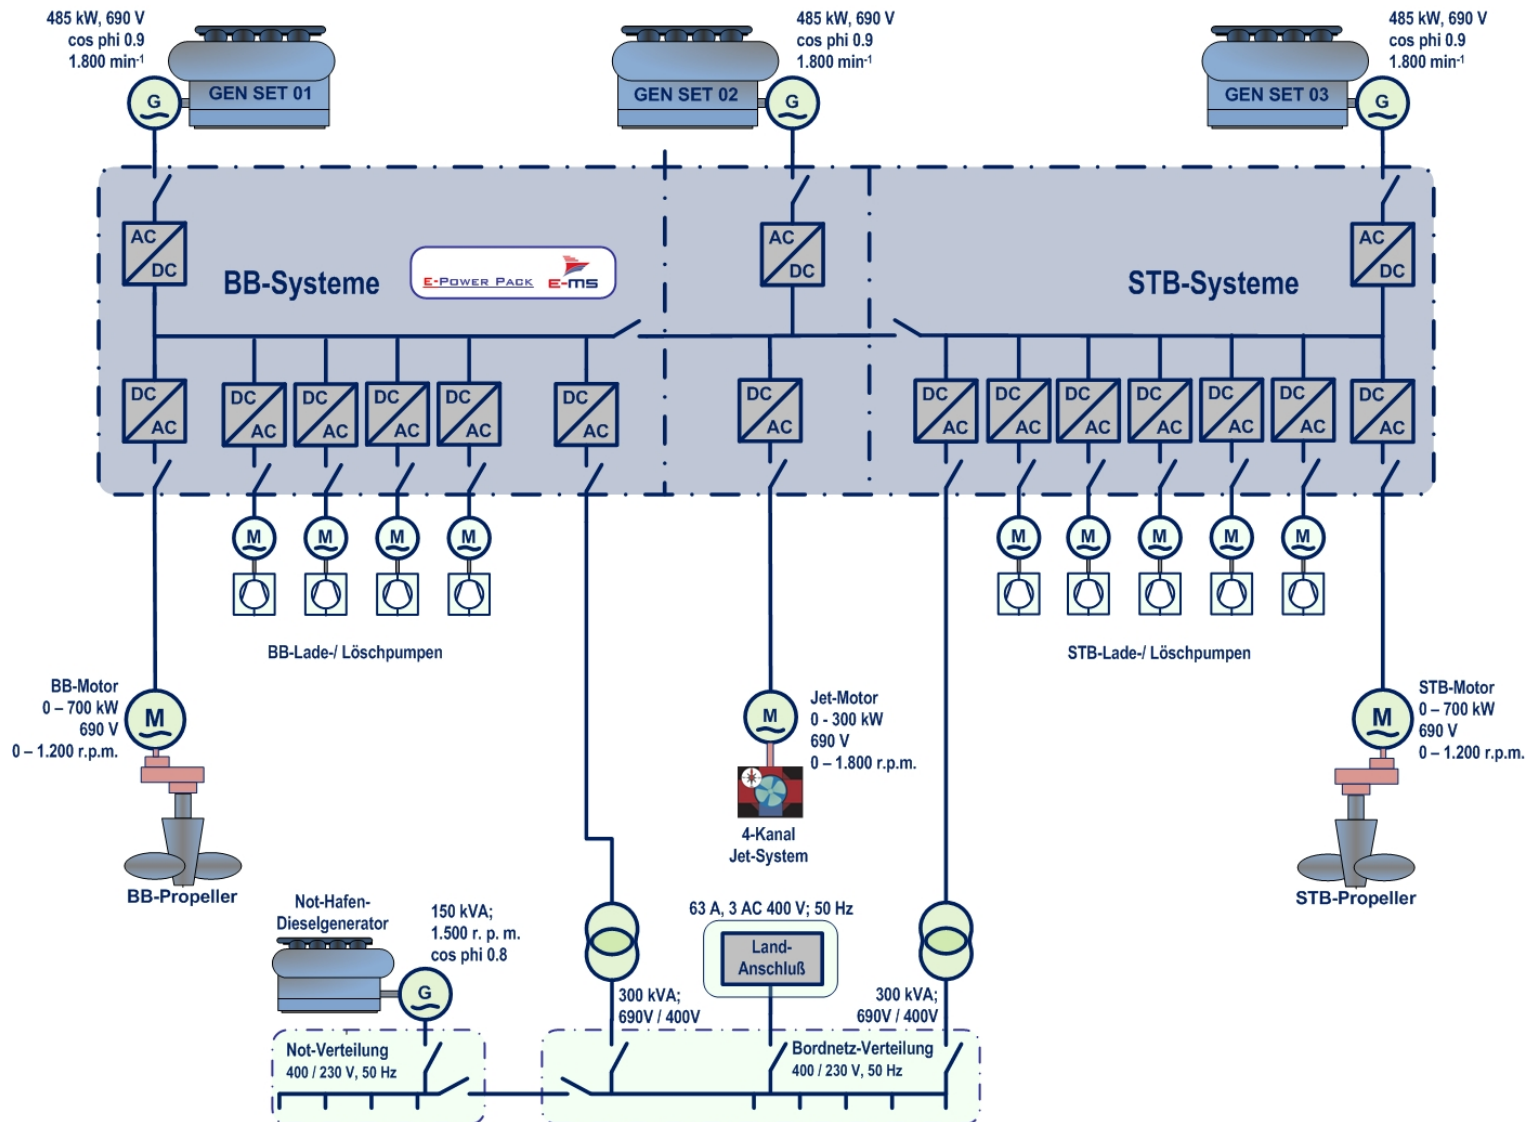 485 kW, 690 V
cos phi 0.9
1.800 min-1
GEN SET 01
G
485 kW, 690 V
cos phi 0.9
1.800 min-1
GEN SET 02
G
485 kW, 690 V
cos phi 0.9
1.800 min-1
GEN SET 03
G
AC
DC
AC
DC
AC
DC
BB-Systeme
E-POWER PACK
E-MS
STB-Systeme
DC
AC
DC
AC
DC
AC
DC
AC
DC
AC
DC
AC
DC
AC
DC
AC
DC
AC
DC
AC
DC
AC
DC
AC
DC
AC
DC
AC
M
M
M
M
M
M
M
M
M
BB-Lade-/ Löschpumpen
STB-Lade-/ Löschpumpen
BB-Motor
0 – 700 kW
690 V
0 – 1.200 r.p.m.
M
M
Jet-Motor
0 - 300 kW
690 V
0 – 1.800 r.p.m.
M
STB-Motor
0 – 700 kW
690 V
0 – 1.200 r.p.m.
BB-Propeller
4-Kanal
Jet-System
STB-Propeller
Not-Hafen-
Dieselgenerator
150 kVA;
1.500 r. p. m.
cos phi 0.8
G
63 A, 3 AC 400 V; 50 Hz
Land-
Anschluß
300 kVA;
690V / 400V
300 kVA;
690V / 400V
Not-Verteilung
400 / 230 V, 50 Hz
Bordnetz-Verteilung
400 / 230 V, 50 Hz